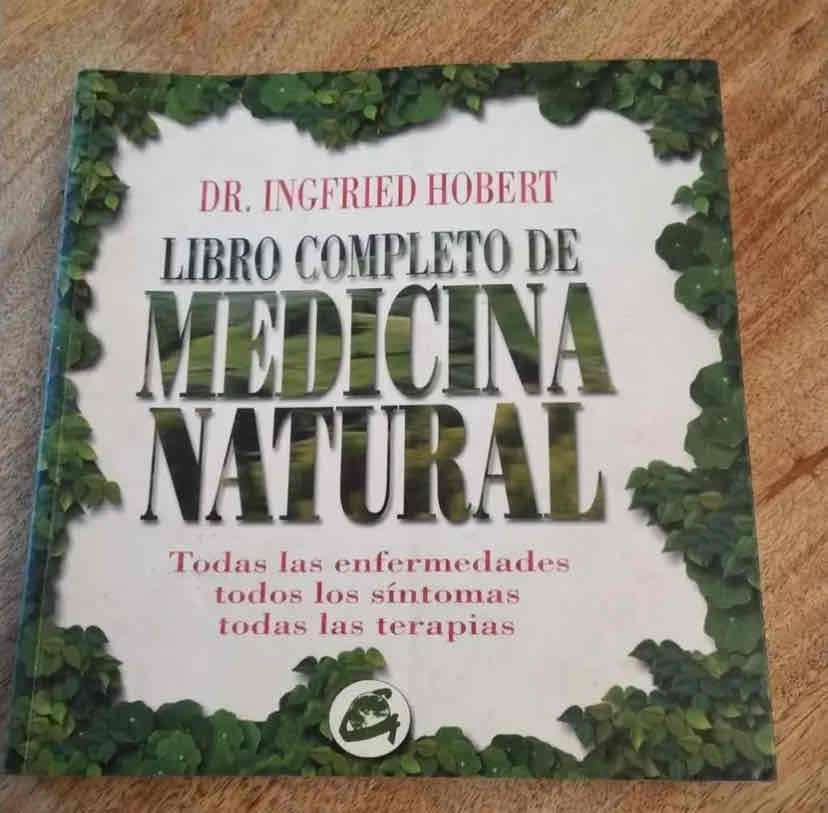 DR. INGFRIED HOBERT
LIBRO COMPLETO DE
MEDICINA
NATURAL
Todas las enfermedades
todos los síntomas
todas las terapias